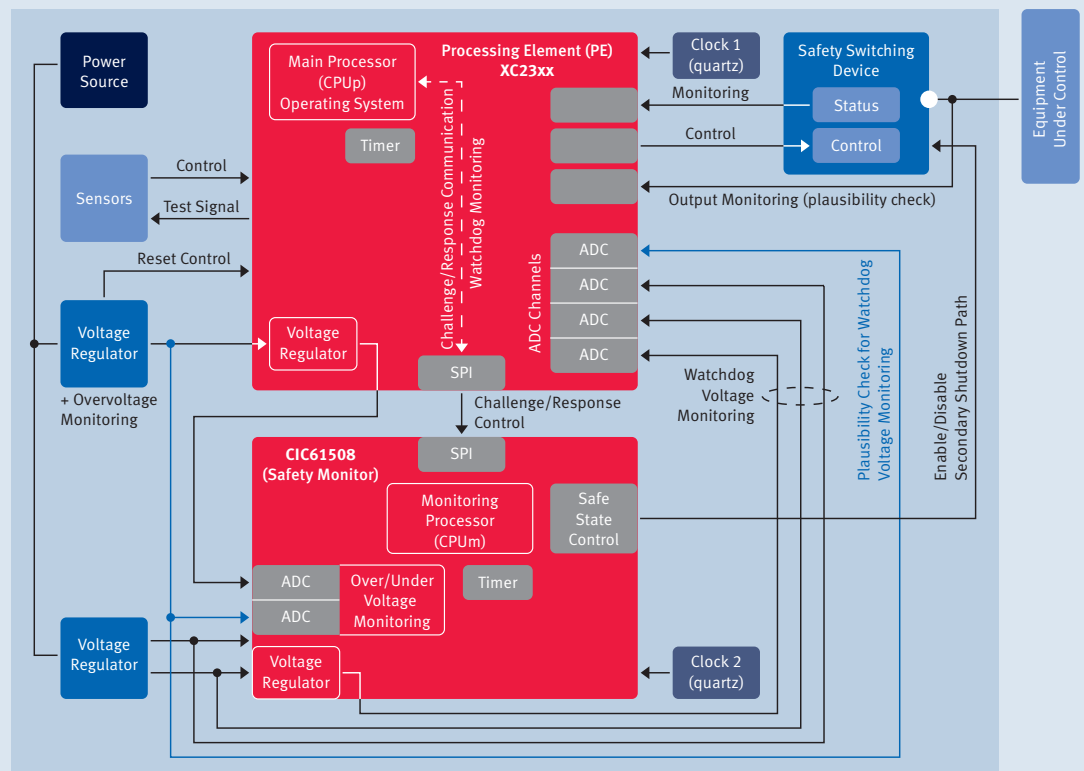 Power
Source
Sensors
Control
Test Signal
Reset Control
Voltage
Regulator
+ Overvoltage
Monitoring
Voltage
Regulator
Processing Element (PE)
XC23xx
Main Processor
(CPUp)
Operating System
Timer
Challenge/Response Communication
Watchdog Monitoring
Voltage
Regulator
SPI
ADC Channels
ADC
ADC
ADC
ADC
Clock 1
(quartz)
Monitoring
Control
Output Monitoring (plausibility check)
Safety Switching
Device
Status
Control
Equipment
Under Control
Challenge/Response
Control
Watchdog
Voltage
Monitoring
Plausibility Check for Watchdog
Voltage Monitoring
Enable/Disable
Secondary Shutdown Path
CIC61508
(Safety Monitor)
SPI
Monitoring
Processor
(CPUm)
Safe
State
Control
ADC
ADC
Over/Under
Voltage
Monitoring
Timer
Voltage
Regulator
Clock 2
(quartz)